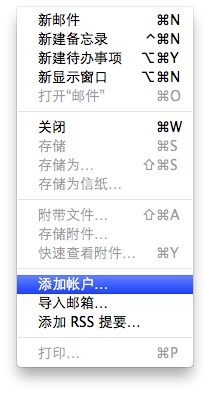 新邮件 ⌘N
新建备忘录 ^⌘N
新建待办事项 ⌥⌘Y
新显示窗口 ⌥⌘N
打开“邮件” ⌘O
关闭 ⌘W
存储 ⌘S
存储为... ⇧⌘S
存储为信纸...
附带文件... ⇧⌘A
存储附件...
快速查看附件... ⌘Y
添加帐户...
导入邮箱...
添加 RSS 提要...
打印... ⌘P